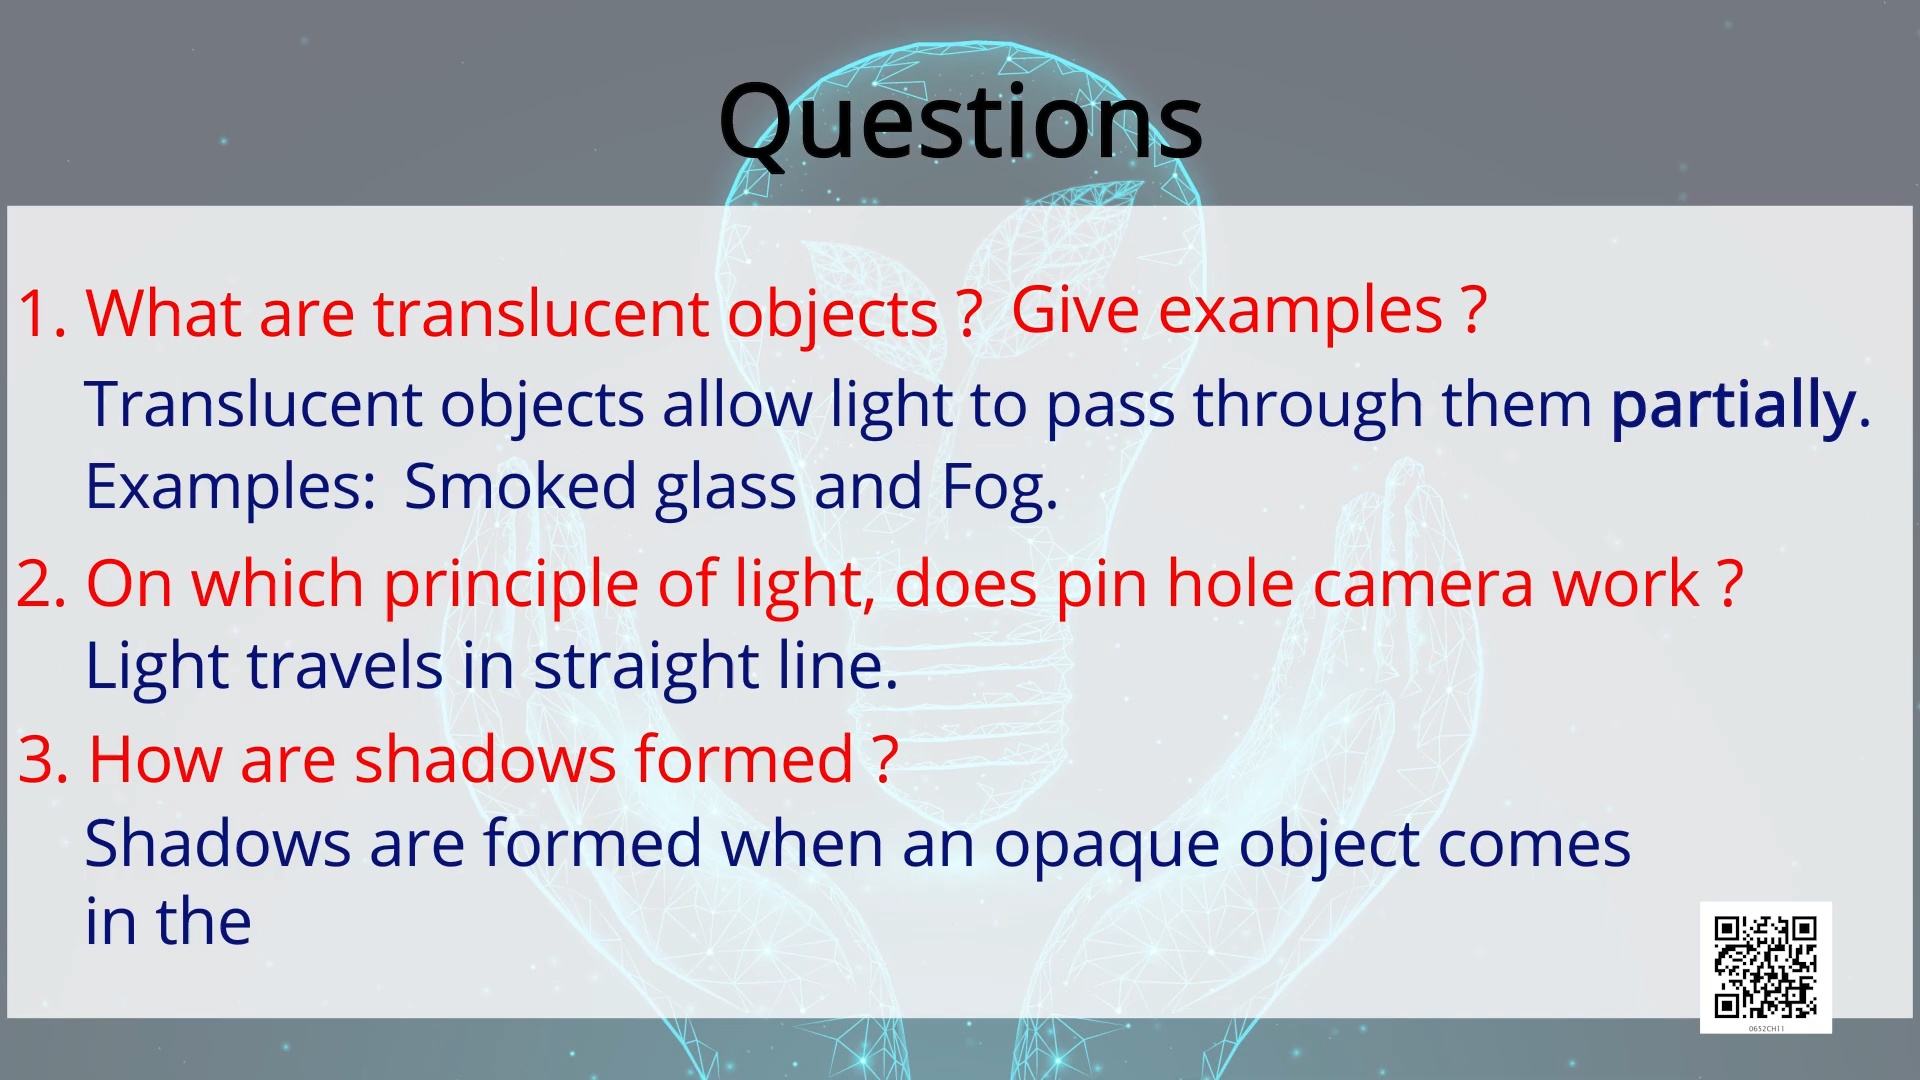 Questions
1. What are translucent objects ? Give examples ?
Translucent objects allow light to pass through them partially.
Examples: Smoked glass and Fog.
2. On which principle of light, does pin hole camera work ?
Light travels in straight line.
3. How are shadows formed ?
Shadows are formed when an opaque object comes
in the
0652CH11